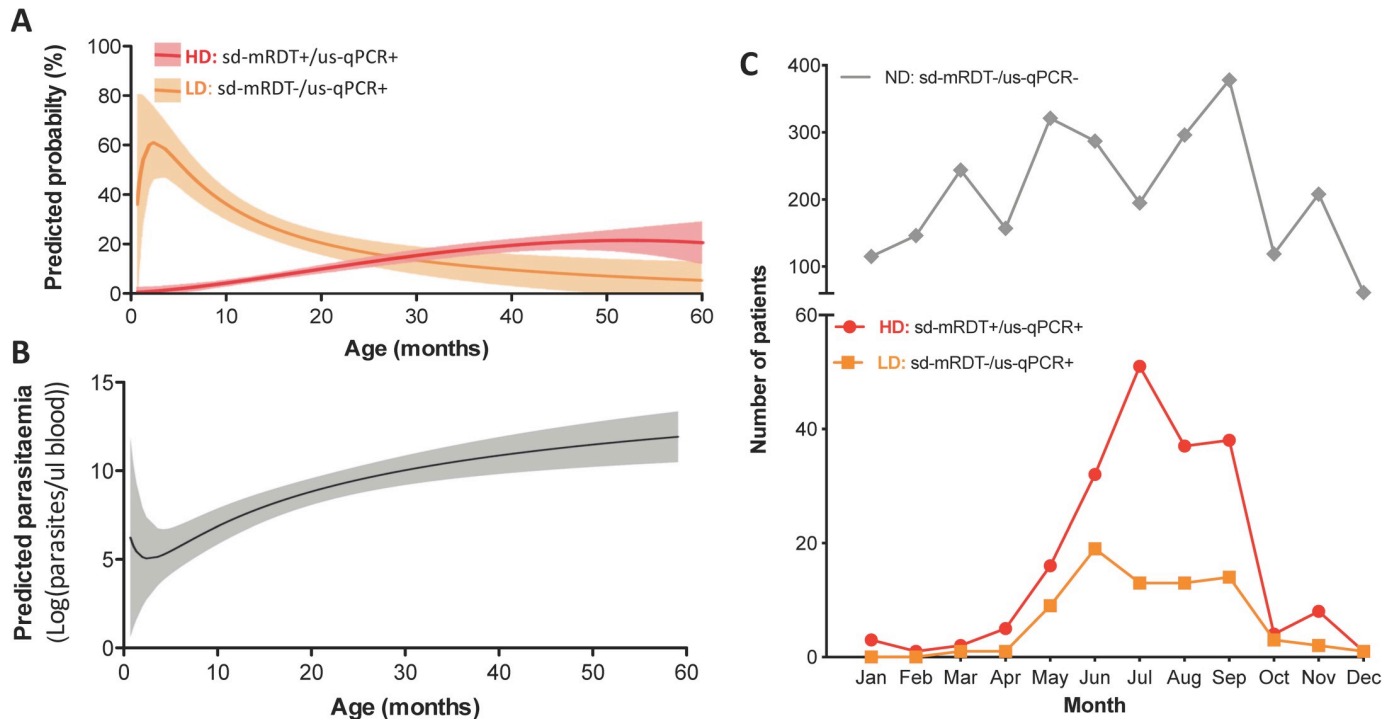 A
Predicted probabilty (%)
100
80
60
40
20
0
HD: sd-mRDT+/us-qPCR+
LD: sd-mRDT-/us-qPCR+
0 10 20 30 40 50 60
Age (months)
B
Predicted parasitaemia
(Log(parasites/ul blood))
15
10
5
0
0 10 20 30 40 50 60
Age (months)
C
Number of patients
400
300
200
100
ND: sd-mRDT-/us-qPCR-
60
40
20
0
HD: sd-mRDT+/us-qPCR+
LD: sd-mRDT-/us-qPCR+
Jan Feb Mar Apr May Jun Jul Aug Sep Oct Nov Dec
Month